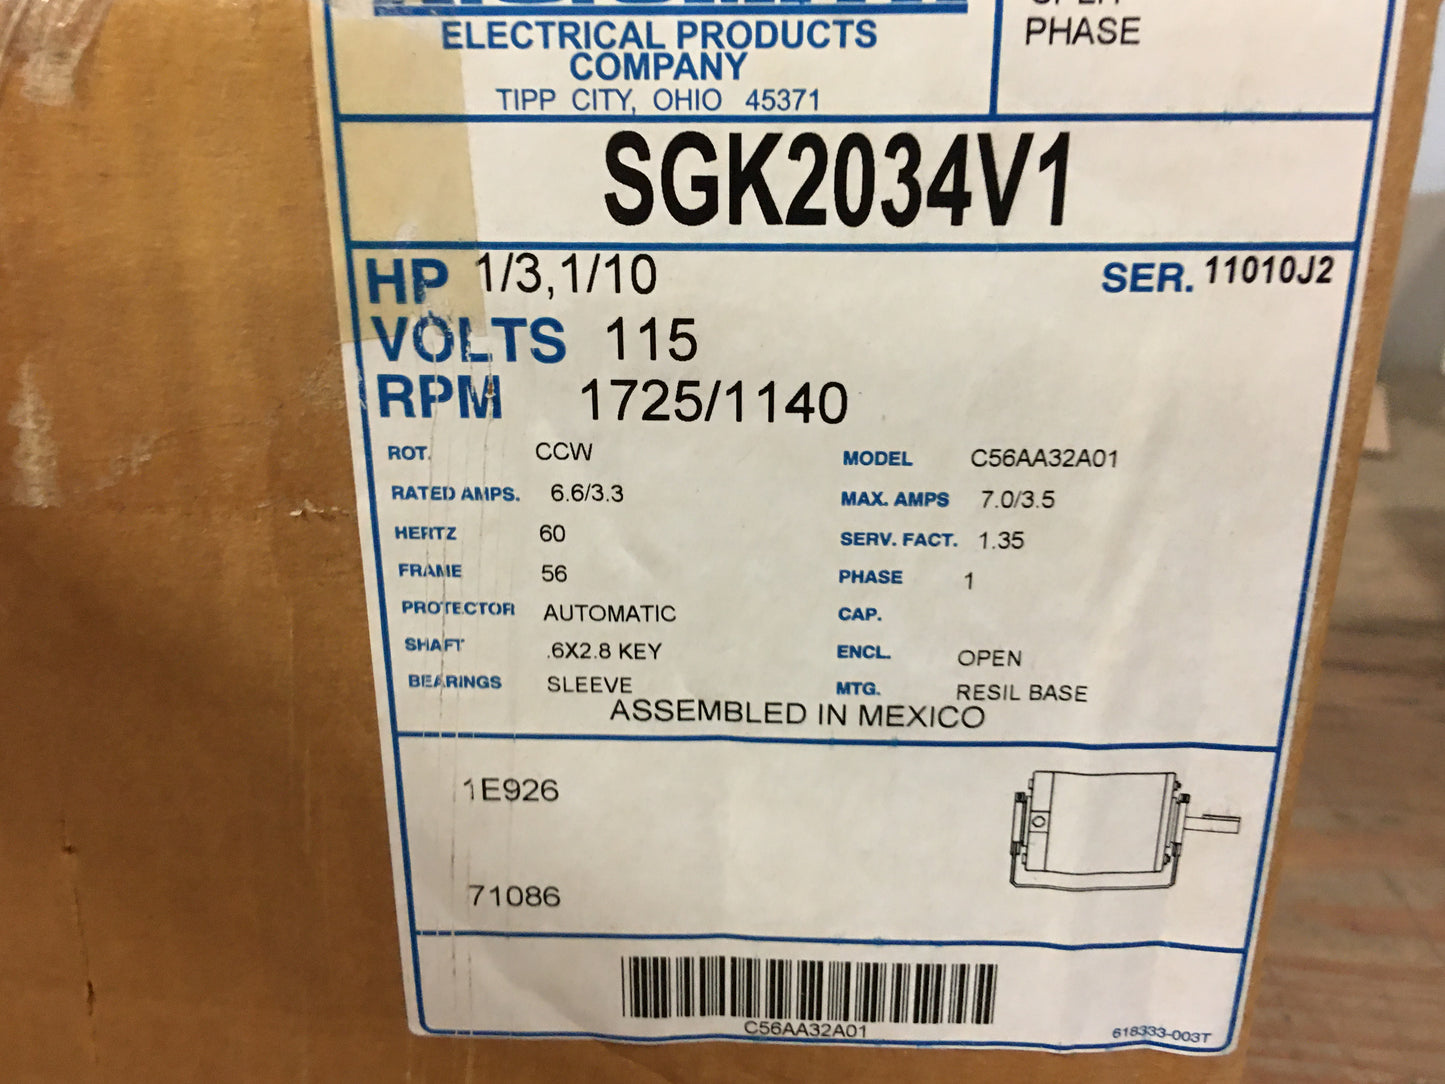 ELECTRICAL PRODUCTS
COMPANY
TIPP CITY, OHIO 45371
PHASE
SGK2034V1
HP 1/3,1/10
SER. 11010J2
VOLTS 115
RPM 1725/1140
ROT. CCW
MODEL C56AA32A01
RATED AMPS. 6.6/3.3
MAX. AMPS 7.0/3.5
HERTZ 60
SERV. FACT. 1.35
FRAME 56
PHASE 1
PROTECTOR AUTOMATIC
CAP.
SHAFT .6X2.8 KEY
ENCL. OPEN
BEARINGS SLEEVE
MTG. RESIL BASE
ASSEMBLED IN MEXICO
1E926
71086
C56AA32A01
618333-003T